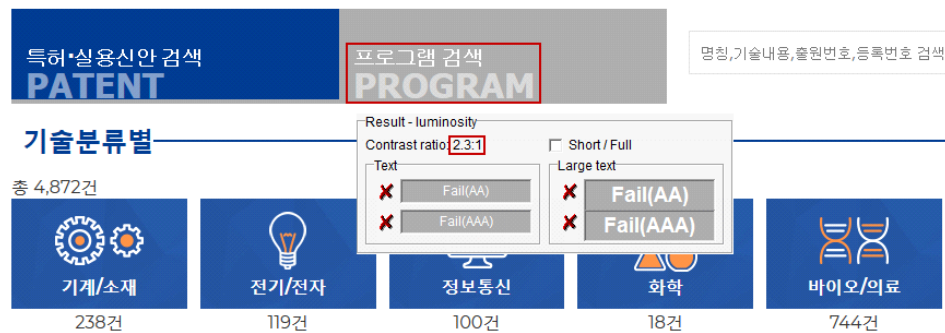 특허•실용신안 검색
PATENT
프로그램 검색
PROGRAM
명칭,기술내용,출원번호,등록번호 검색
기술분류별
Result - luminosity
Contrast ratio: 2.3:1
Short / Full
Text
Fail(AA)
Fail(AAA)
Large text
Fail(AA)
Fail(AAA)
총 4,872건
기계/소재
전기/전자
정보통신
화학
바이오/의료
238건
119건
100건
18건
744건